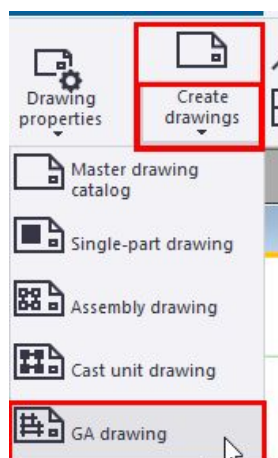 Drawing
properties
Create
drawings
Master drawing
catalog
Single-part drawing
Assembly drawing
Cast unit drawing
GA drawing